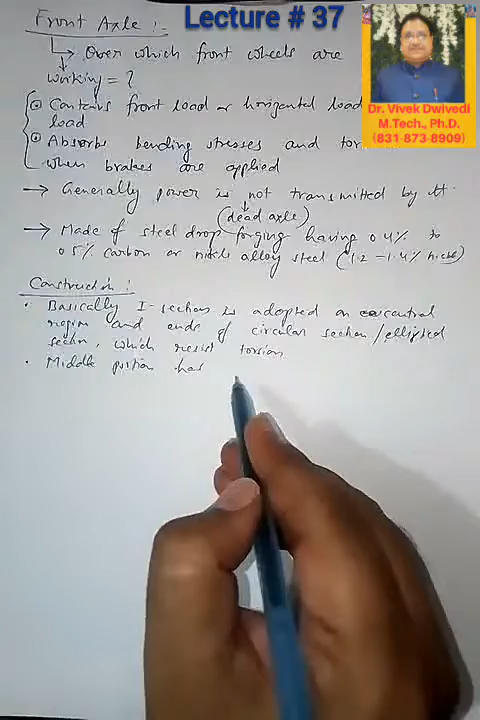 Lecture # 37
Front Axle :-
Over which front wheels are
working = ?
Contains front load or horizontal load
load
Absorbs bending stresses and tor
when brakes are applied
Dr. Vivek Dwivedi
M.Tech., Ph.D.
(831-873-8909)
→ Generally power is not transmitted by it.
(dead axle)
→ Made of steel drop forging having 0.4% to
0.5% carbon or nickle alloy steel (1.2 - 1.4% nickle)
Construction :
• Basically I-section is adopted on central
region and ends of circular section/elliptical
section, which resist torsion
• Middle portion has